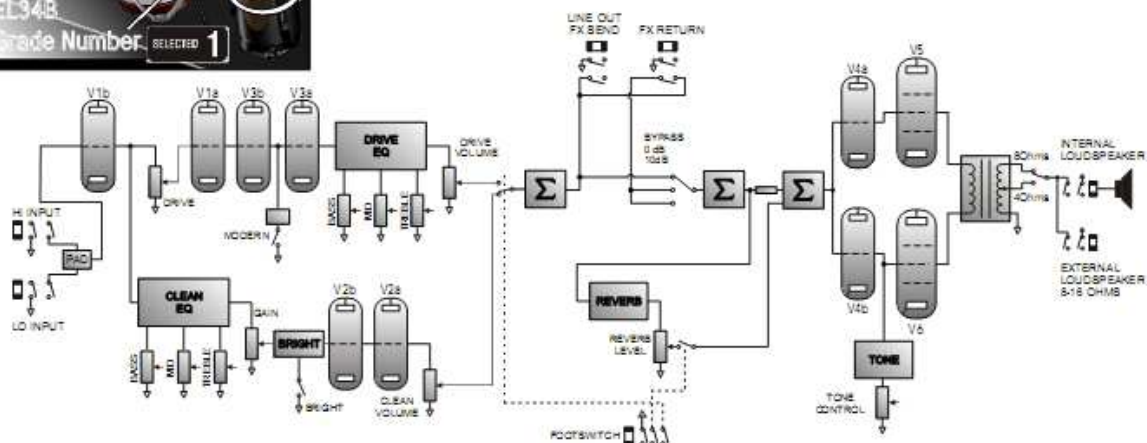 EL34B
Grade Number
SELECTED 1
LINE OUT
FX SEND
FX RETURN
V1b
V1a
V3b
V3a
V4a
V5
DRIVE
EQ
DRIVE
VOLUME
BYPASS
0 dB
10dB
Σ
Σ
Σ
8Ohms
4Ohms
INTERNAL
LOUDSPEAKER
DRIVE
BASS
MID
TREBLE
MODERN
HI INPUT
PAD
LO INPUT
EXTERNAL
LOUDSPEAKER
8-16 OHMS
CLEAN
EQ
GAIN
V2b
V2a
V4b
V6
REVERB
BRIGHT
REVERB
LEVEL
TONE
BASS
MID
TREBLE
BRIGHT
CLEAN
VOLUME
TONE
CONTROL
FOOTSWITCH